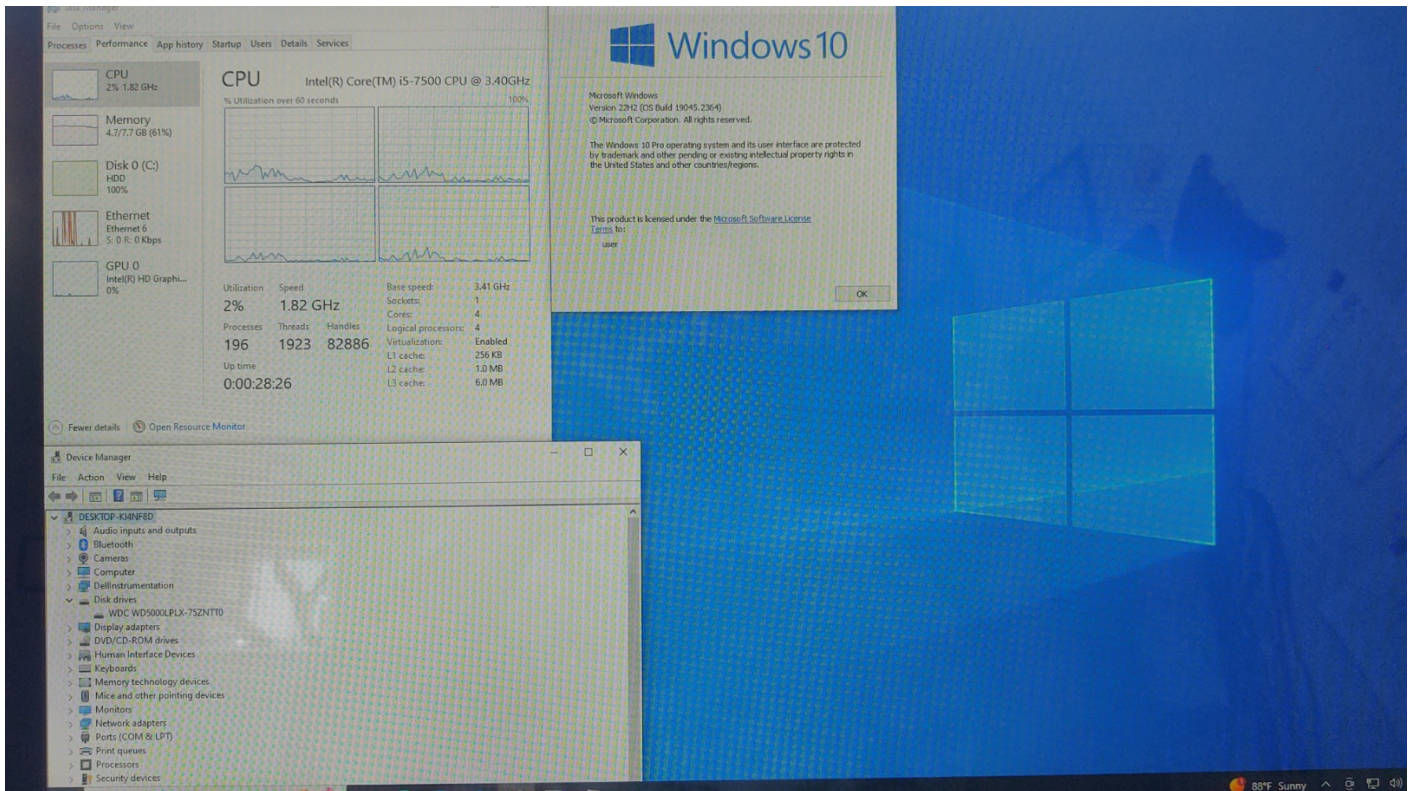 Task Manager
File Options View
Processes Performance App history Startup Users Details Services
CPU
2% 1.82 GHz
Memory
4.7/7.7 GB (61%)
Disk 0 (C:)
HDD
100%
Ethernet
Ethernet 6
S: 0 R: 0 Kbps
GPU 0
Intel(R) HD Graphi...
0%
CPU Intel(R) Core(TM) i5-7500 CPU @ 3.40GHz
% Utilization over 60 seconds 100%
Utilization Speed
2% 1.82 GHz
Processes Threads Handles
196 1923 82886
Up time
0:00:28:26
Base speed: 3.41 GHz
Sockets: 1
Cores: 4
Logical processors: 4
Virtualization: Enabled
L1 cache: 256 KB
L2 cache: 1.0 MB
L3 cache: 6.0 MB
Fewer details Open Resource Monitor
Windows 10
Microsoft Windows
Version 22H2 (OS Build 19045.2364)
© Microsoft Corporation. All rights reserved.
The Windows 10 Pro operating system and its user interface are protected
by trademark and other pending or existing intellectual property rights in
the United States and other countries/regions.
This product is licensed under the Microsoft Software License
Terms to:
user
OK
Device Manager
File Action View Help
DESKTOP-KI4NF8D
Audio inputs and outputs
Bluetooth
Cameras
Computer
DellInstrumentation
Disk drives
WDC WD5000LPLX-75ZNTT0
Display adapters
DVD/CD-ROM drives
Human Interface Devices
Keyboards
Memory technology devices
Mice and other pointing devices
Monitors
Network adapters
Ports (COM & LPT)
Print queues
Processors
Security devices
88°F Sunny